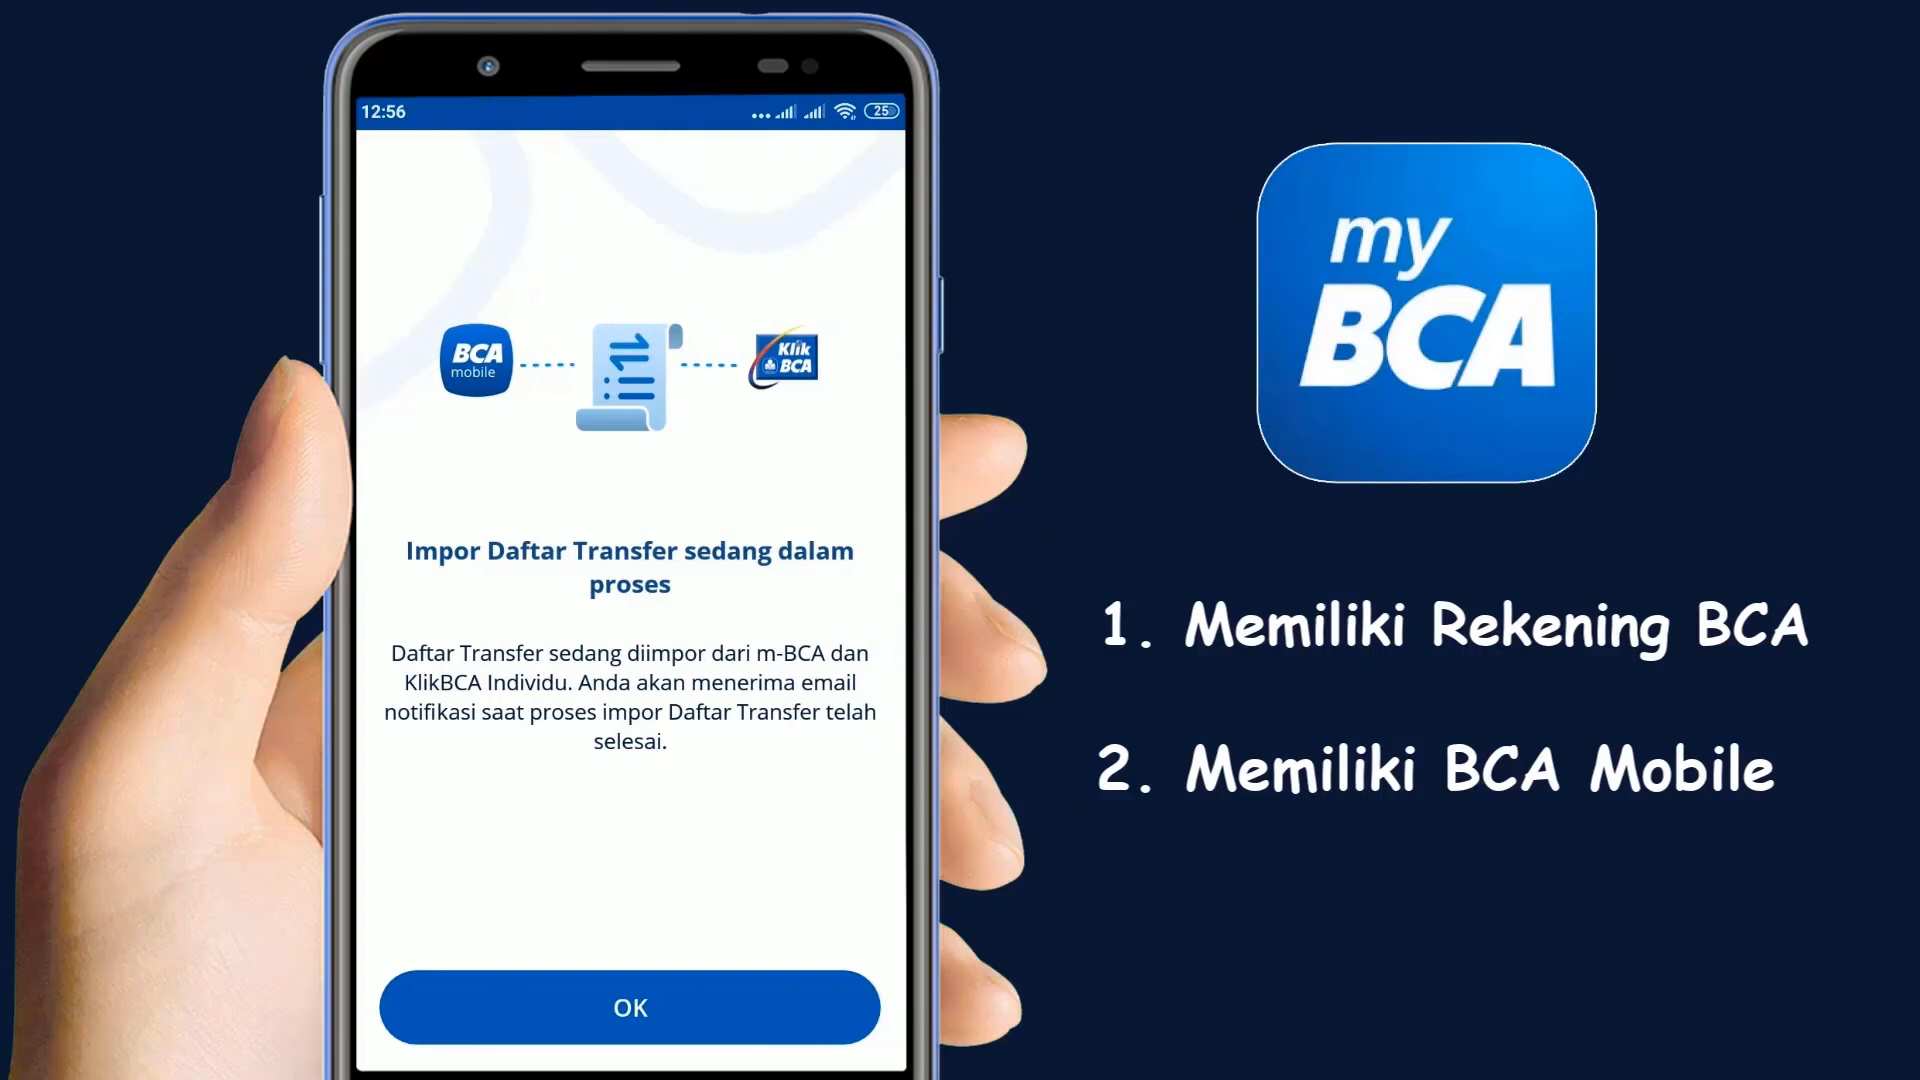 12:56
25
BCA
mobile
Klik
BCA
Impor Daftar Transfer sedang dalam
proses
Daftar Transfer sedang diimpor dari m-BCA dan
KlikBCA Individu. Anda akan menerima email
notifikasi saat proses impor Daftar Transfer telah
selesai.
OK
my
BCA
1. Memiliki Rekening BCA
2. Memiliki BCA Mobile